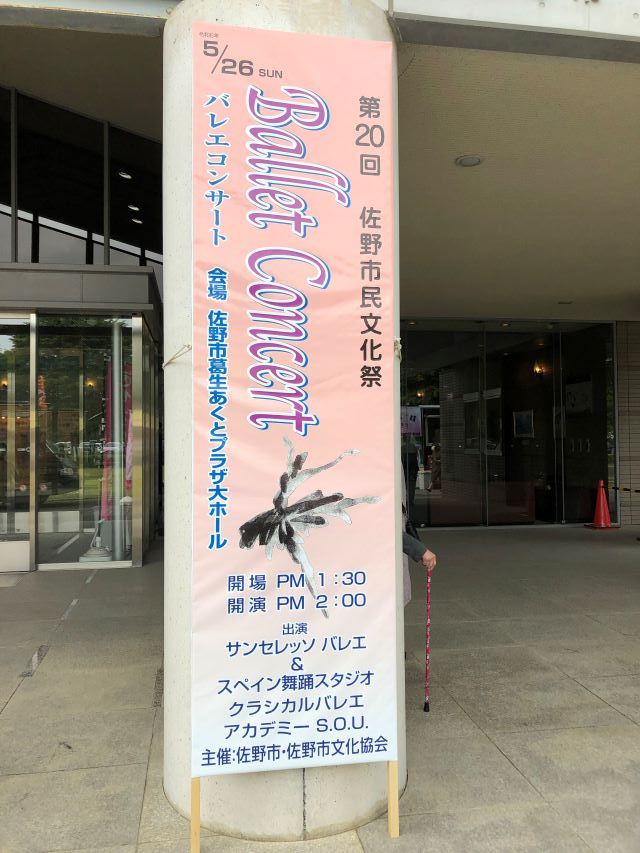 令和元年
5/26 SUN
第20回 佐野市民文化祭
Ballet Concert
バレエコンサート 会場 佐野市葛生あくとプラザ大ホール
開場 PM 1:30
開演 PM 2:00
出演
サンセレッソ バレエ
&
スペイン舞踊スタジオ
クラシカルバレエ
アカデミー S.O.U.
主催:佐野市・佐野市文化協会